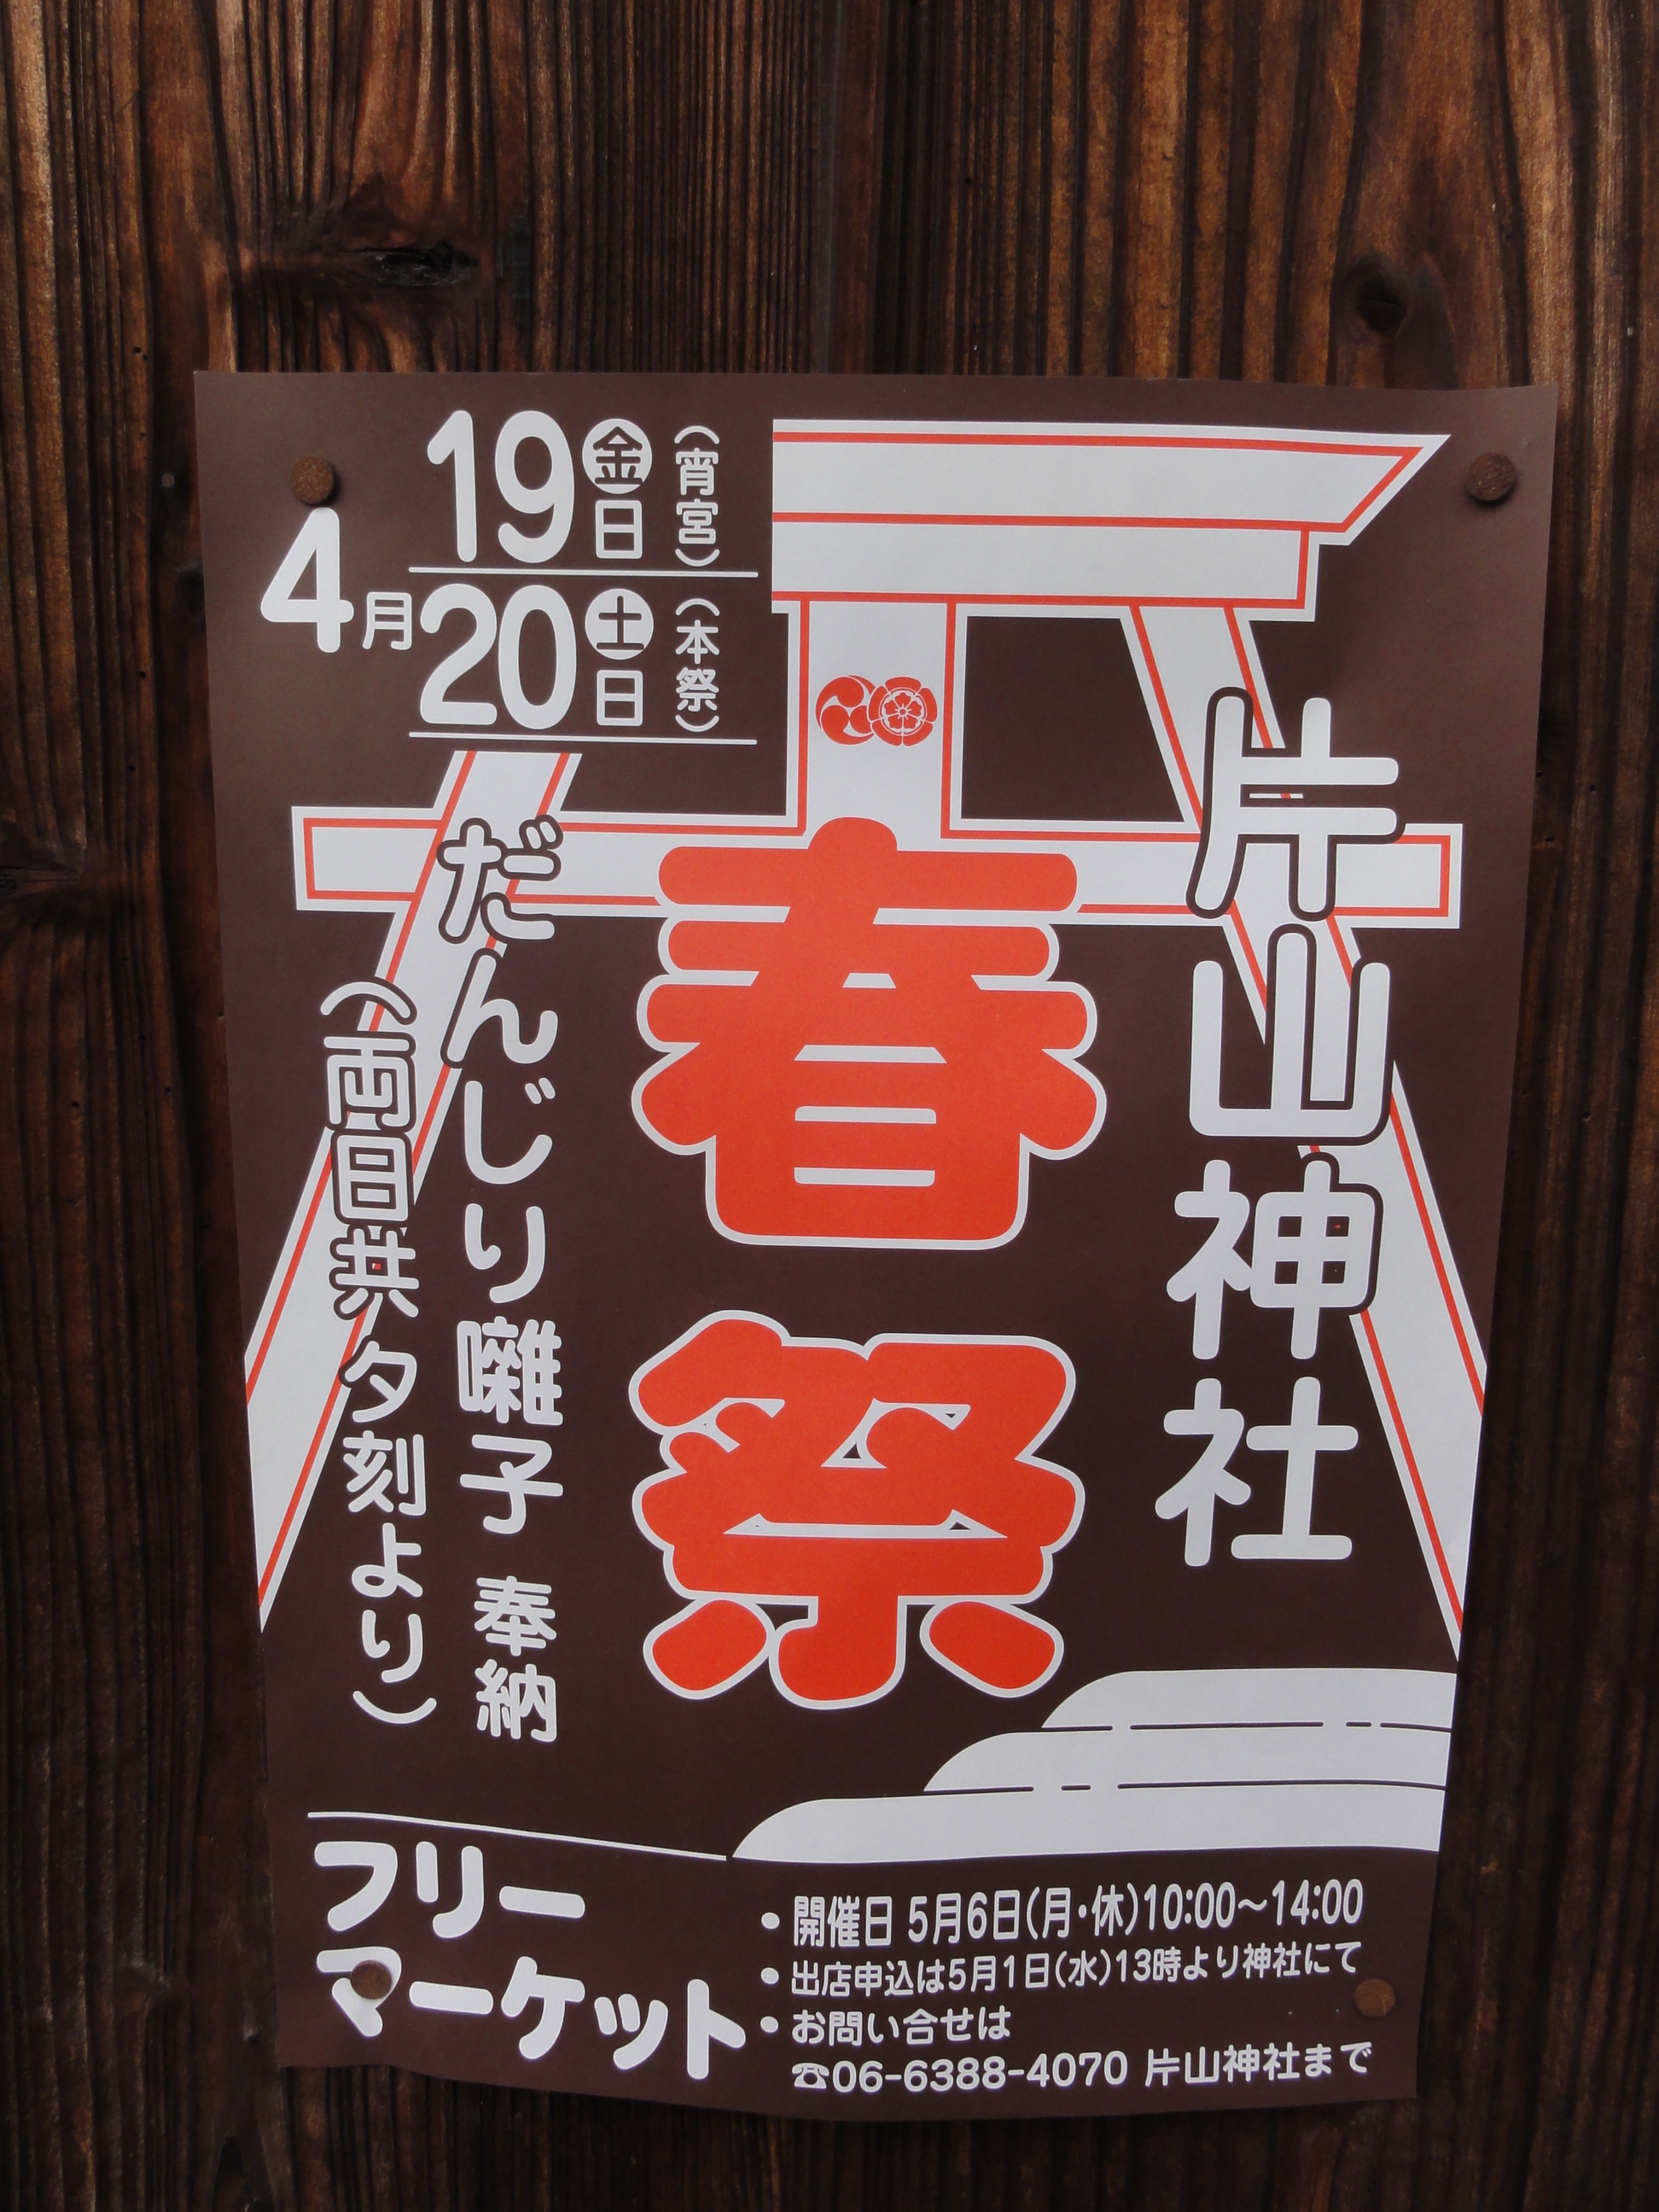 4月
19㊎日(宵宮)
20㊏日(本祭)
片山神社
春祭
だんじり囃子 奉納
(両日共夕刻より)
フリー
マーケット
・開催日 5月6日(月・休)10:00〜14:00
・出店申込は5月1日(水)13時より神社にて
・お問い合せは
☎06-6388-4070 片山神社まで